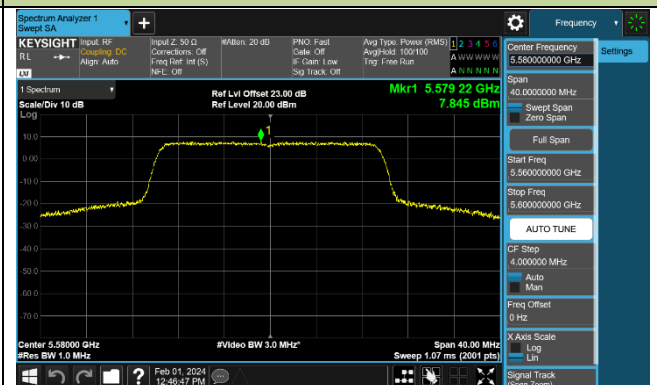 Spectrum Analyzer 1
Swept SA
+
Frequency
KEYSIGHT
RL
LXI
Input: RF
Coupling: DC
Align: Auto
Input Z: 50 Ω
Corrections: Off
Freq Ref: Int (S)
NFE: Off
#Atten: 20 dB
PNO: Fast
Gate: Off
IF Gain: Low
Sig Track: Off
Avg Type: Power (RMS)
Avg|Hold: 100/100
Trig: Free Run
1 2 3 4 5 6
A W W W W W
A N N N N N
1 Spectrum
Scale/Div 10 dB
Log
Ref Lvl Offset 23.00 dB
Ref Level 20.00 dBm
Mkr1 5.579 22 GHz
7.845 dBm
1
10.0
0.00
-10.0
-20.0
-30.0
-40.0
-50.0
-60.0
-70.0
Center 5.58000 GHz
#Res BW 1.0 MHz
#Video BW 3.0 MHz*
Span 40.00 MHz
Sweep 1.07 ms (2001 pts)
Center Frequency
5.580000000 GHz
Span
40.0000000 MHz
Swept Span
Zero Span
Full Span
Start Freq
5.560000000 GHz
Stop Freq
5.600000000 GHz
AUTO TUNE
CF Step
4.000000 MHz
Auto
Man
Freq Offset
0 Hz
X Axis Scale
Log
Lin
Signal Track
(Span Zoom)
Settings
?
Feb 01, 2024
12:46:47 PM